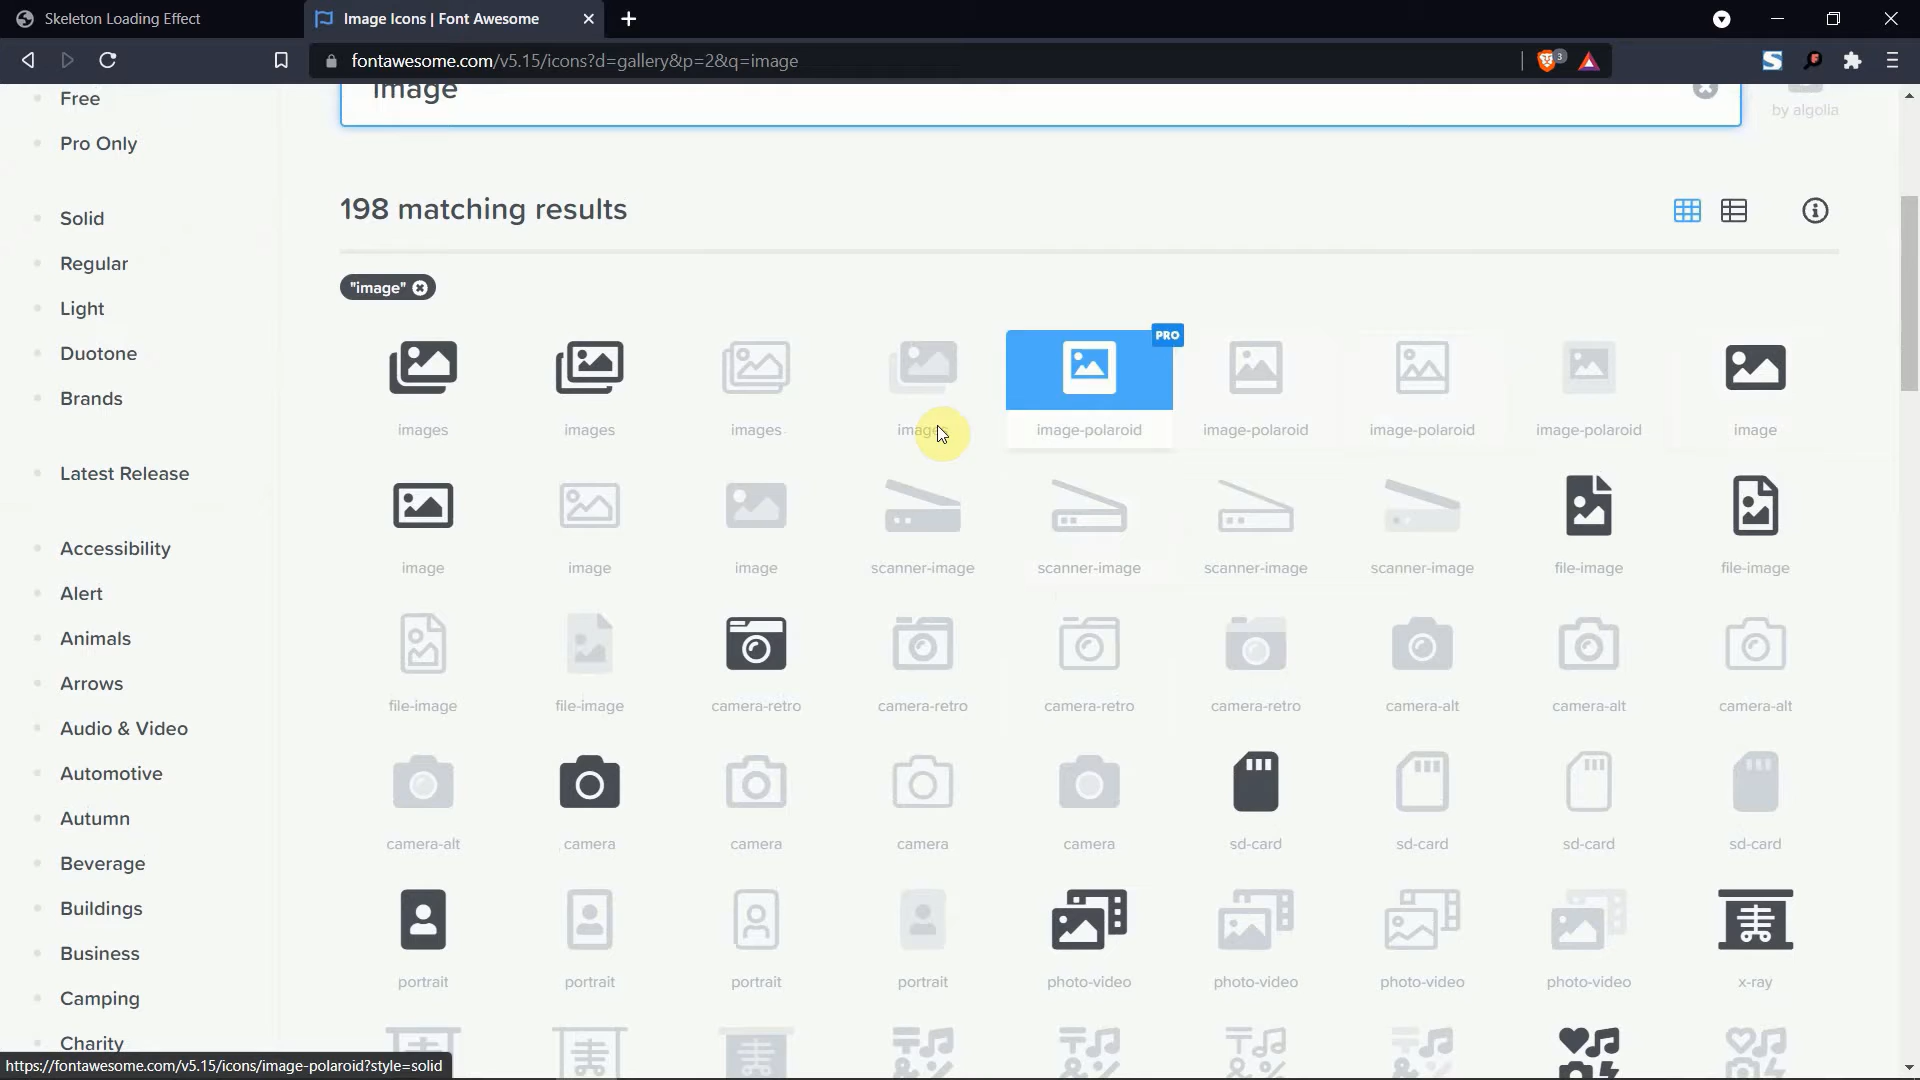 Skeleton Loading Effect
Image Icons | Font Awesome
fontawesome.com/v5.15/icons?d=gallery&p=2&q=image
3
Free
Pro Only
Solid
Regular
Light
Duotone
Brands
Latest Release
Accessibility
Alert
Animals
Arrows
Audio & Video
Automotive
Autumn
Beverage
Buildings
Business
Camping
Charity
image
by algolia
198 matching results
"image"
PRO
images images images images image-polaroid image-polaroid image-polaroid image-polaroid image
image image image scanner-image scanner-image scanner-image scanner-image file-image file-image
file-image file-image camera-retro camera-retro camera-retro camera-retro camera-alt camera-alt camera-alt
camera-alt camera camera camera camera sd-card sd-card sd-card sd-card
portrait portrait portrait portrait photo-video photo-video photo-video photo-video x-ray
https://fontawesome.com/v5.15/icons/image-polaroid?style=solid